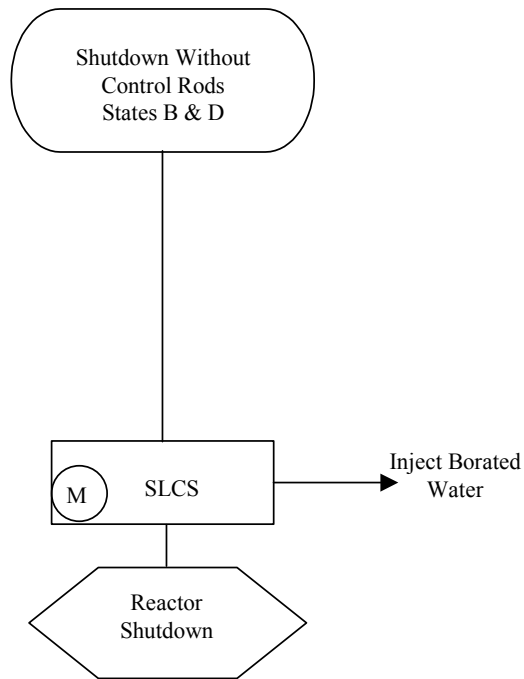 Shutdown Without
Control Rods
States B & D
M
SLCS
Inject Borated
Water
Reactor
Shutdown